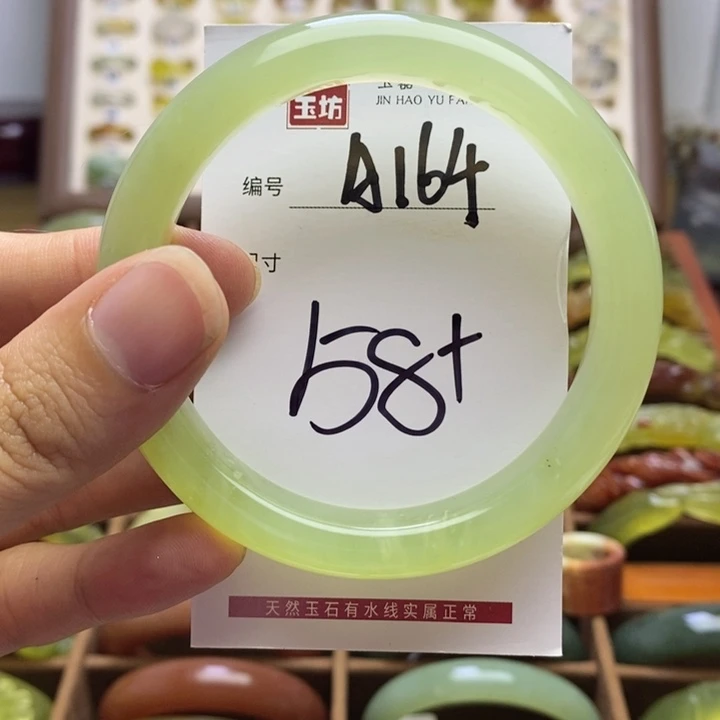 玉坊
JIN HAO YU FA
编号 A164
寸
58+
天然玉石有水线实属正常